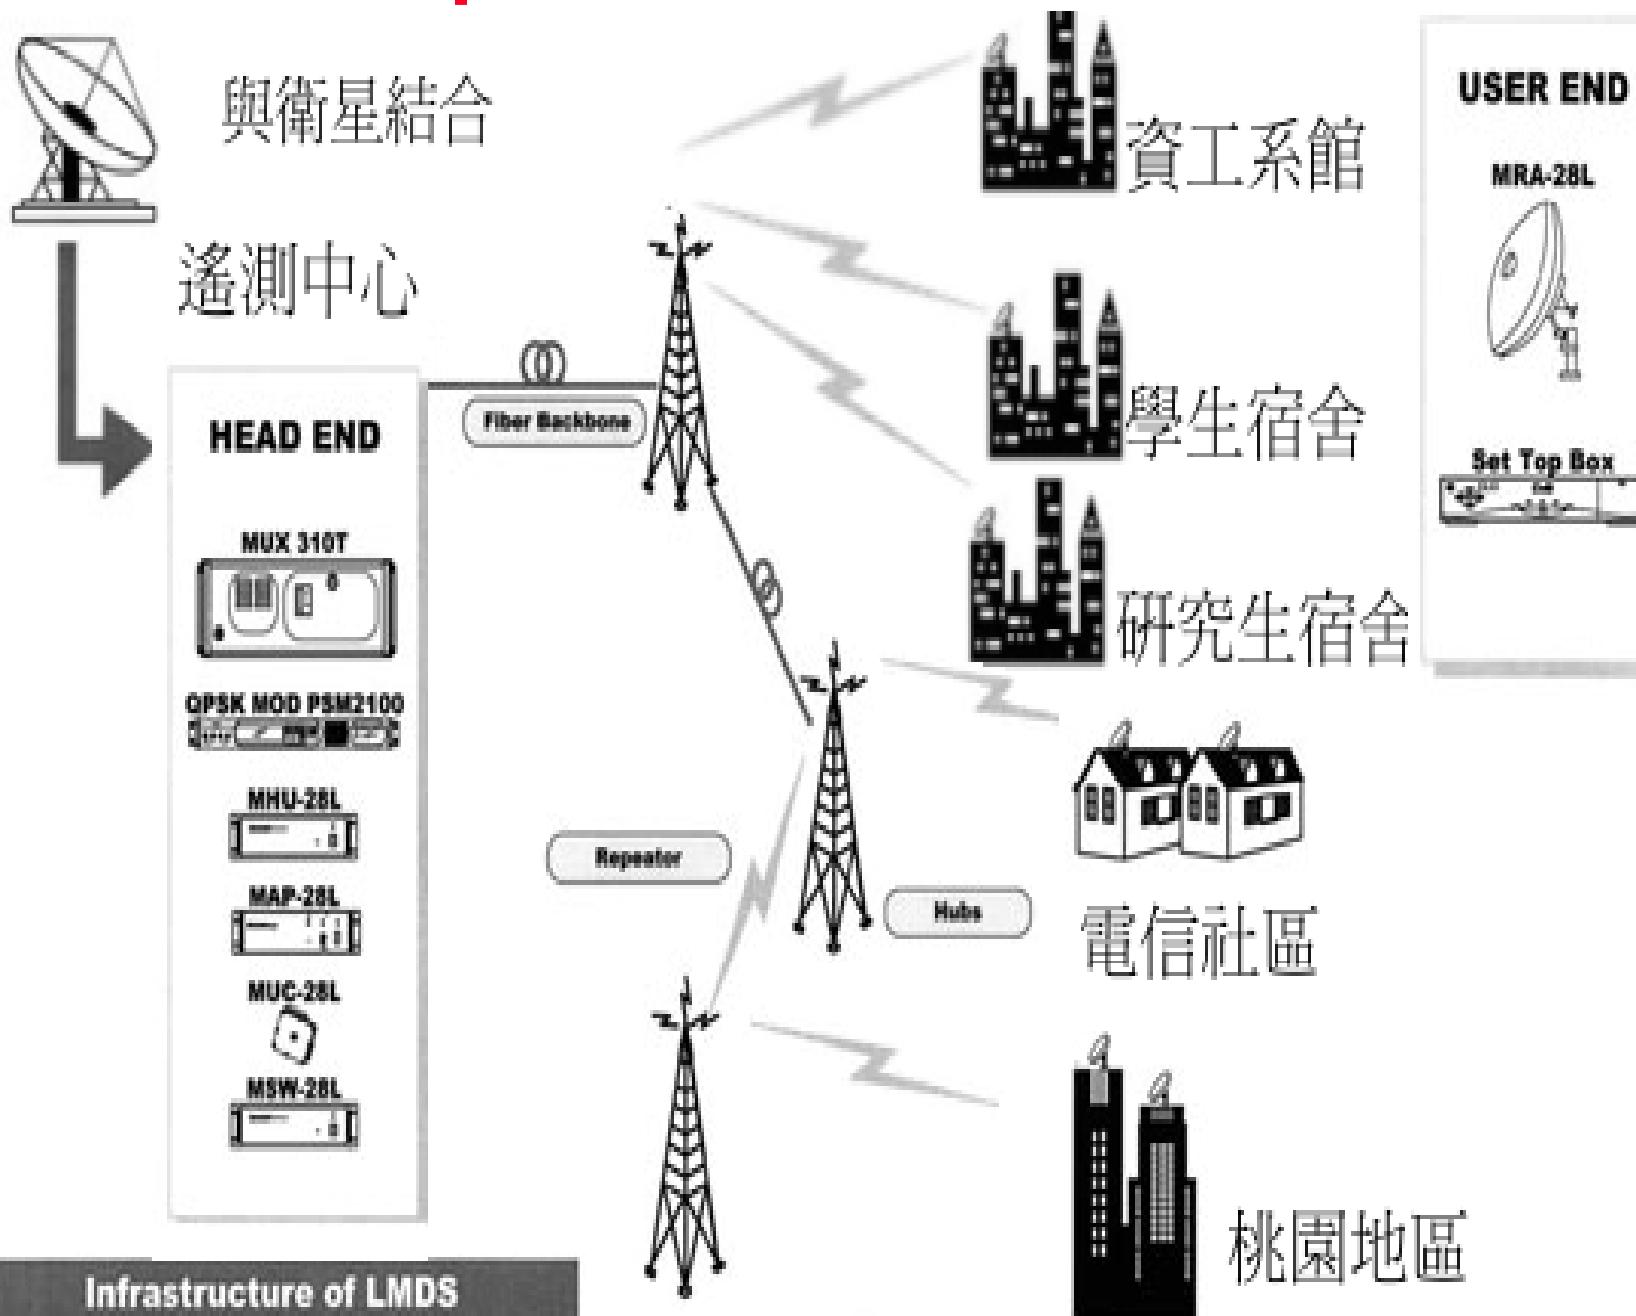 與衛星結合
遙測中心
HEAD END
MUX 310T
QPSK MOD PSM2100
MHU-28L
MAP-28L
MUC-28L
MSW-28L
Fiber Backbone
Repeator
Hubs
資工系館
學生宿舍
研究生宿舍
電信社區
桃園地區
USER END
MRA-28L
Set Top Box
Infrastructure of LMDS